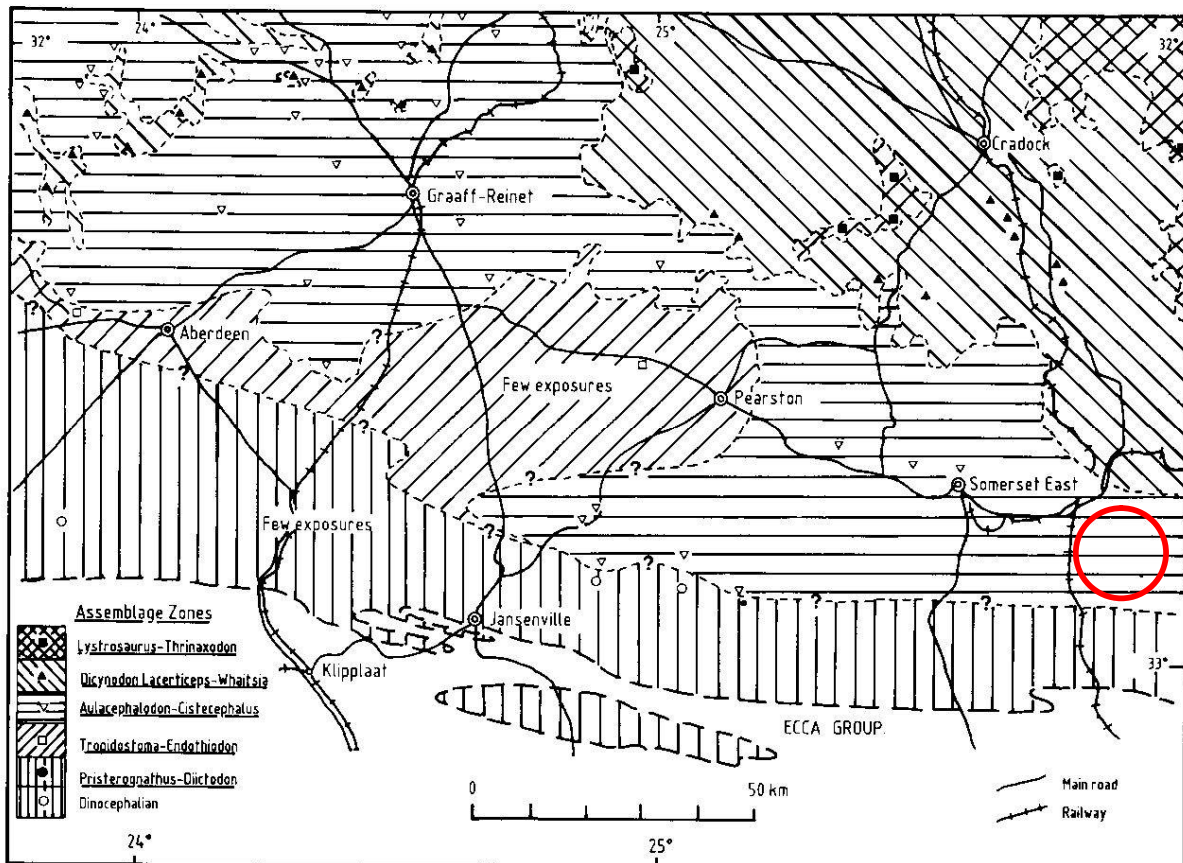 24°
25°
32°
32°
Cradock
Graaff-Reinet
?
Aberdeen
?
?
Few exposures
Pearston
?
?
?
Somerset East
Few exposures
?
?
?
?
Assemblage Zones
Jansenville
Lystrosaurus-Thrinaxodon
Klipplaat
33°
Dicynodon Lacerticeps-Whaitsia
Aulacephalodon-Cistecephalus
ECCA GROUP.
Tropidostoma-Endothiodon
Pristerognathus-Diictodon
Dinocephalian
0
50 km
Main road
Railway
24°
25°